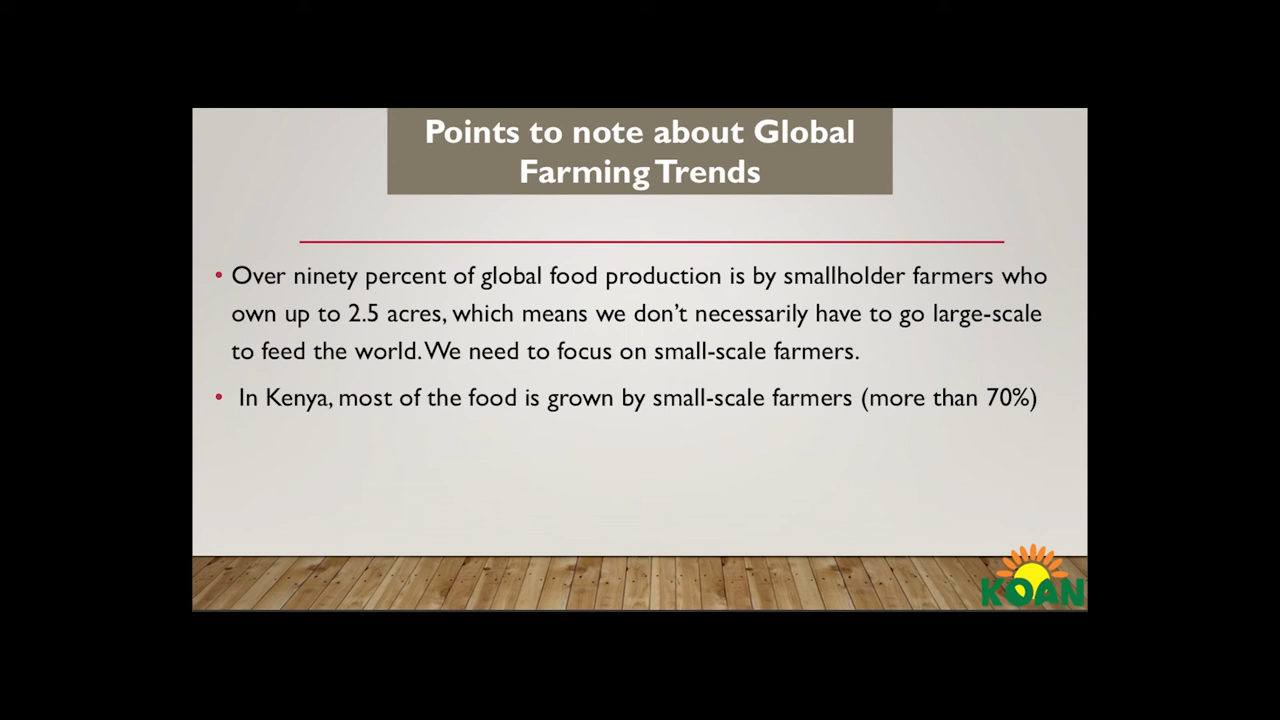 Points to note about Global
Farming Trends
• Over ninety percent of global food production is by smallholder farmers who
own up to 2.5 acres, which means we don’t necessarily have to go large-scale
to feed the world. We need to focus on small-scale farmers.
• In Kenya, most of the food is grown by small-scale farmers (more than 70%)
KOAN